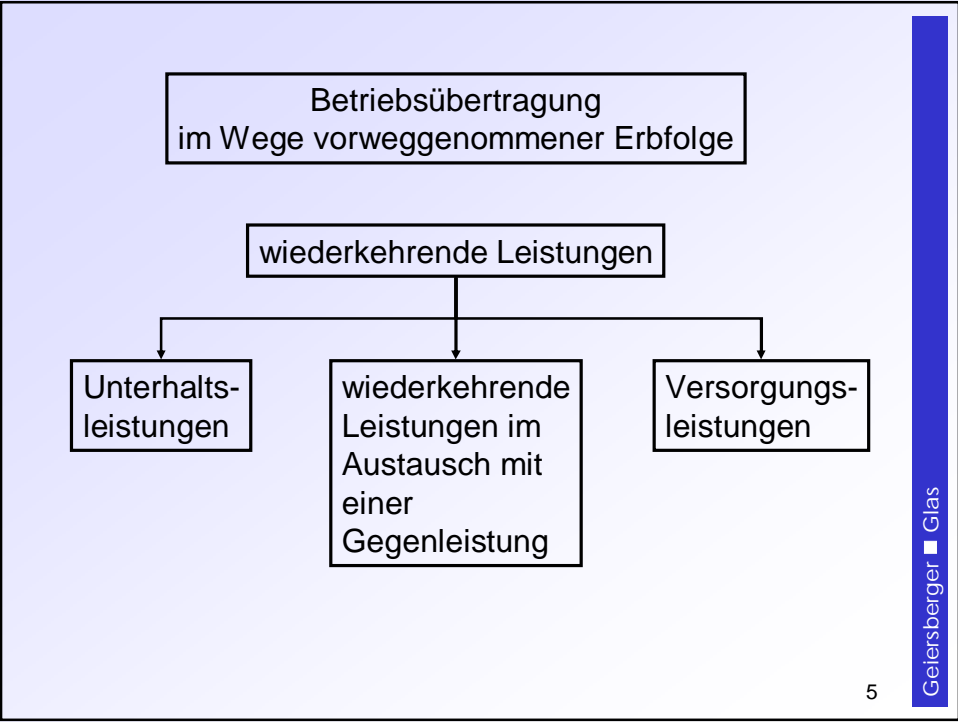 Betriebsübertragung
im Wege vorweggenommener Erbfolge
wiederkehrende Leistungen
Unterhalts-
leistungen
wiederkehrende
Leistungen im
Austausch mit
einer
Gegenleistung
Versorgungs-
leistungen
Geiersberger ■ Glas
5